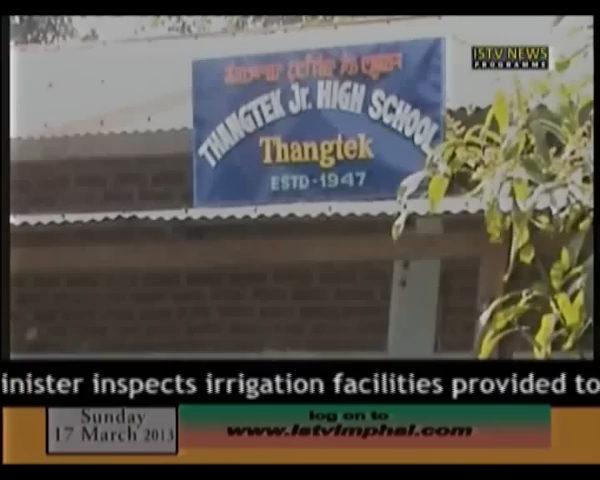 ISTV NEWS
PROGRAMME
THANGTEK Jr. HIGH SCHOOL
Thangtek
ESTD-1947
inister inspects irrigation facilities provided to
Sunday
17 March 2013
log on to
www.istvimphal.com